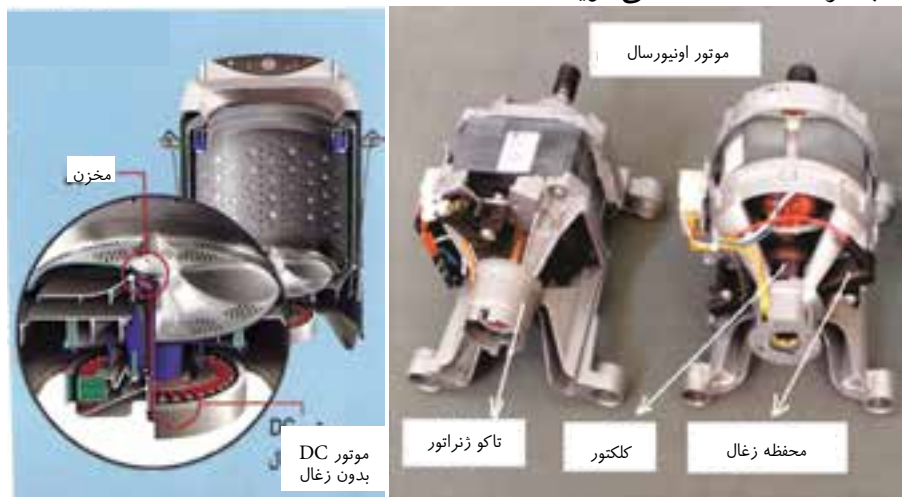 موتور اونیورسال
مخزن
موتور DC
بدون زغال
تاکو ژنراتور
کلکتور
محفظه زغال